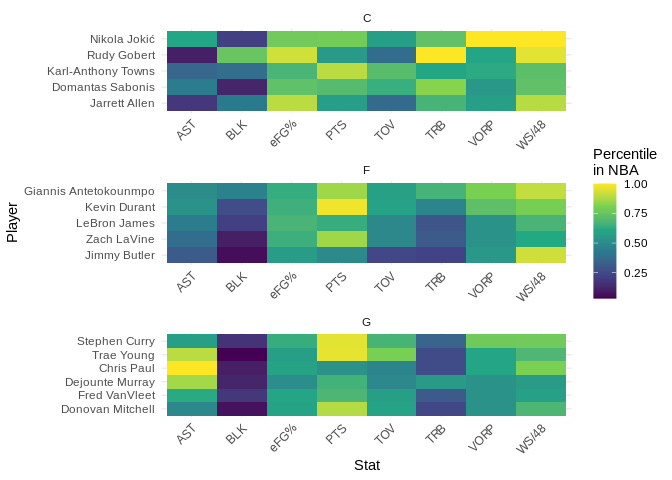 C
Nikola Jokić
Rudy Gobert
Karl-Anthony Towns
Domantas Sabonis
Jarrett Allen
AST BLK eFG% PTS TOV TRB VORP WS/48
F
Giannis Antetokounmpo
Kevin Durant
LeBron James
Zach LaVine
Jimmy Butler
AST BLK eFG% PTS TOV TRB VORP WS/48
G
Stephen Curry
Trae Young
Chris Paul
Dejounte Murray
Fred VanVleet
Donovan Mitchell
AST BLK eFG% PTS TOV TRB VORP WS/48
Stat
Player
Percentile
in NBA
1.00
0.75
0.50
0.25